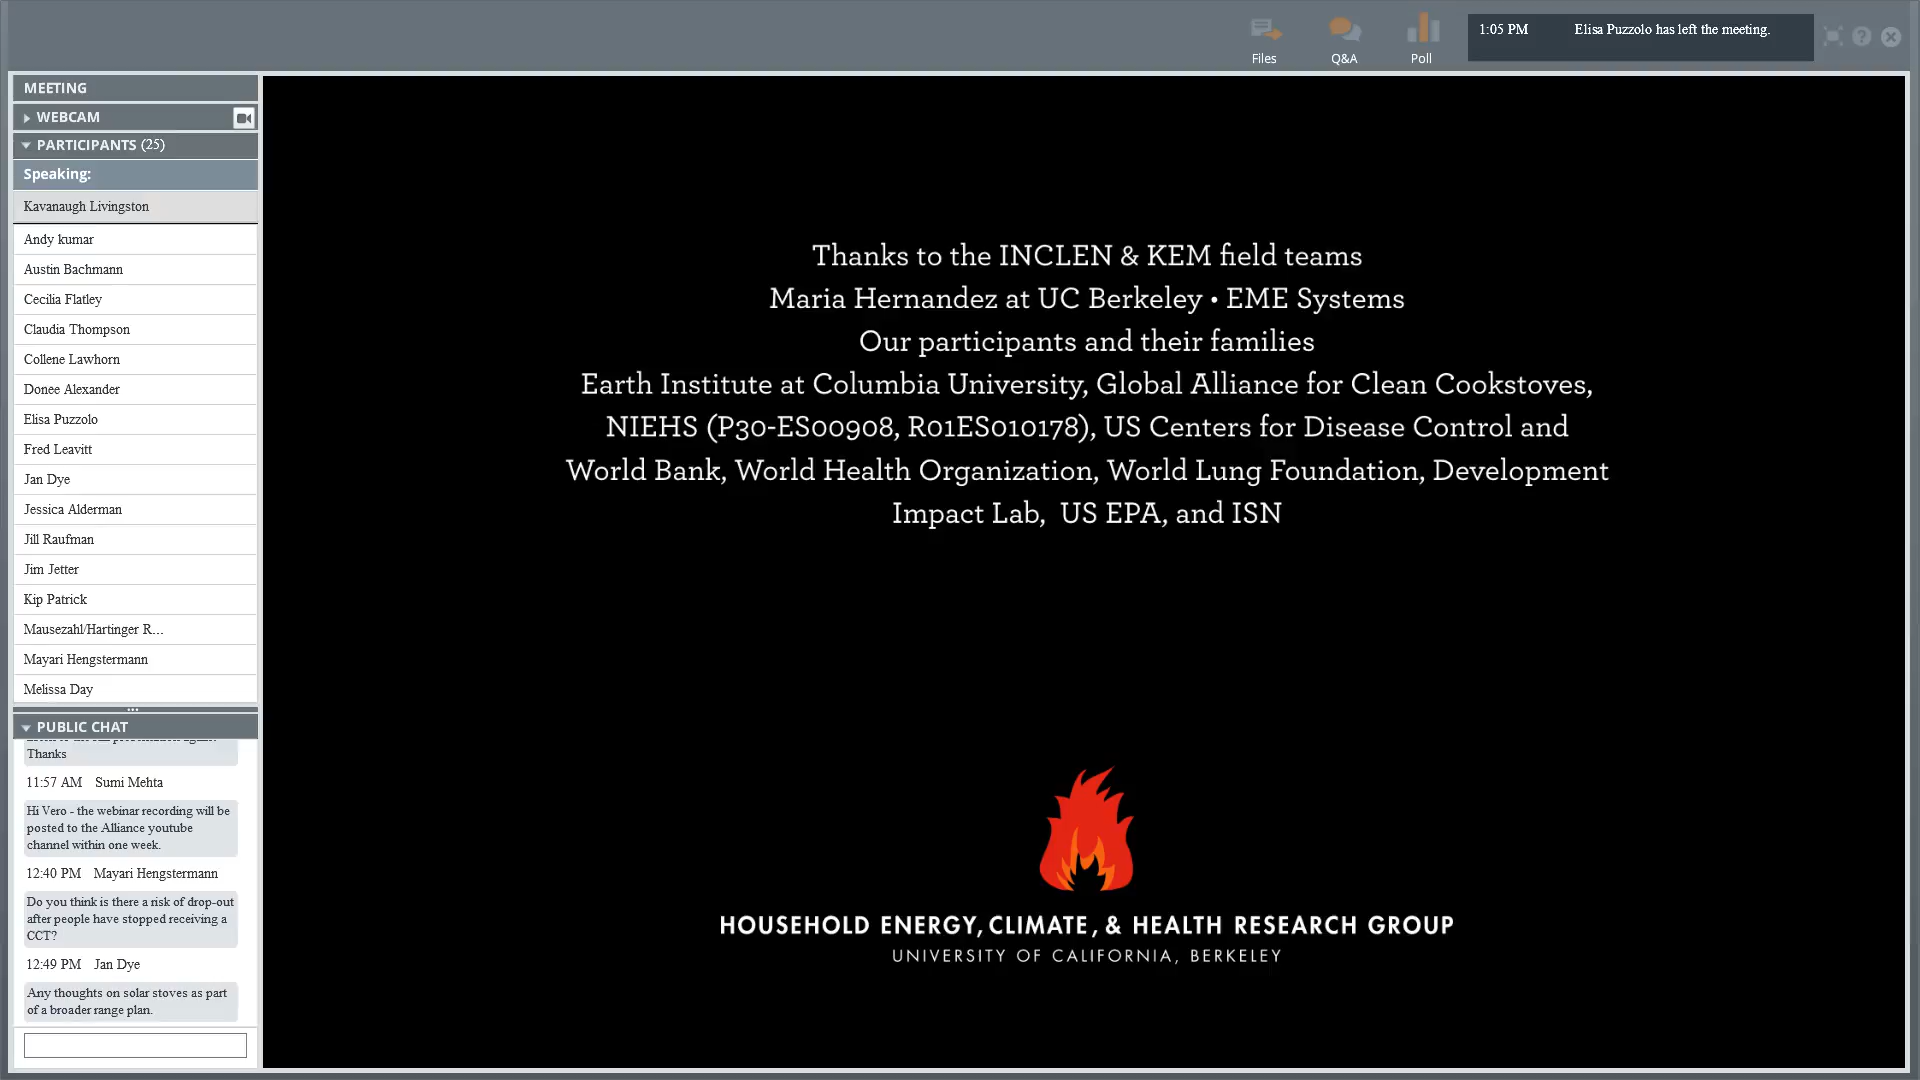 Files
Q&A
Poll
1:05 PM Elisa Puzzolo has left the meeting.
MEETING
WEBCAM
PARTICIPANTS (25)
Speaking:
Kavanaugh Livingston
Andy kumar
Austin Bachmann
Cecilia Flatley
Claudia Thompson
Collene Lawhorn
Donee Alexander
Elisa Puzzolo
Fred Leavitt
Jan Dye
Jessica Alderman
Jill Raufman
Jim Jetter
Kip Patrick
Mausezahl/Hartinger R...
Mayari Hengstermann
Melissa Day
PUBLIC CHAT
Thanks
11:57 AM Sumi Mehta
Hi Vero - the webinar recording will be
posted to the Alliance youtube
channel within one week.
12:40 PM Mayari Hengstermann
Do you think is there a risk of drop-out
after people have stopped receiving a
CCT?
12:49 PM Jan Dye
Any thoughts on solar stoves as part
of a broader range plan.
Thanks to the INCLEN & KEM field teams
Maria Hernandez at UC Berkeley • EME Systems
Our participants and their families
Earth Institute at Columbia University, Global Alliance for Clean Cookstoves,
NIEHS (P30-ES00908, R01ES010178), US Centers for Disease Control and
World Bank, World Health Organization, World Lung Foundation, Development
Impact Lab, US EPA, and ISN
HOUSEHOLD ENERGY, CLIMATE, & HEALTH RESEARCH GROUP
UNIVERSITY OF CALIFORNIA, BERKELEY